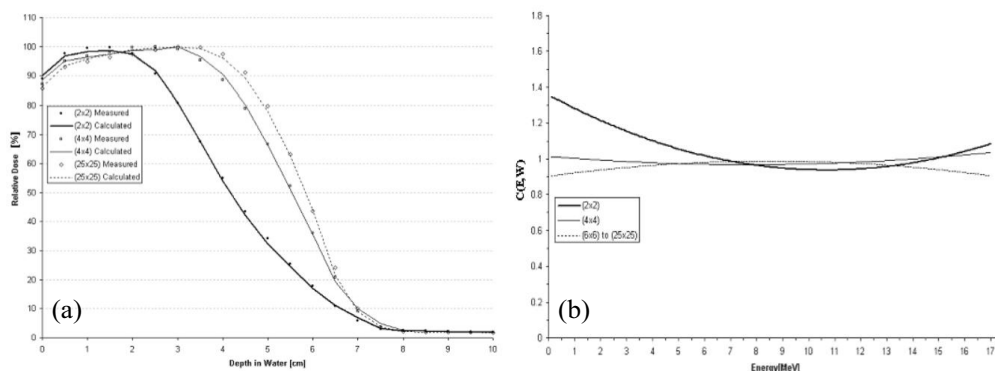 110
100
90
80
70
60
50
40
30
20
10
0
Relative Dose [%]
(2x2) Measured
(2x2) Calculated
(4x4) Measured
(4x4) Calculated
(25x25) Measured
(25x25) Calculated
(a)
0 1 2 3 4 5 6 7 8 9 10
Depth in Water [cm]
1.8
1.6
1.4
1.2
1
0.8
0.6
0.4
0.2
0
C(E,W)
(2x2)
(4x4)
(6x6) to (25x25)
(b)
0 1 2 3 4 5 6 7 8 9 10 11 12 13 14 15 16 17
Energy[MeV]